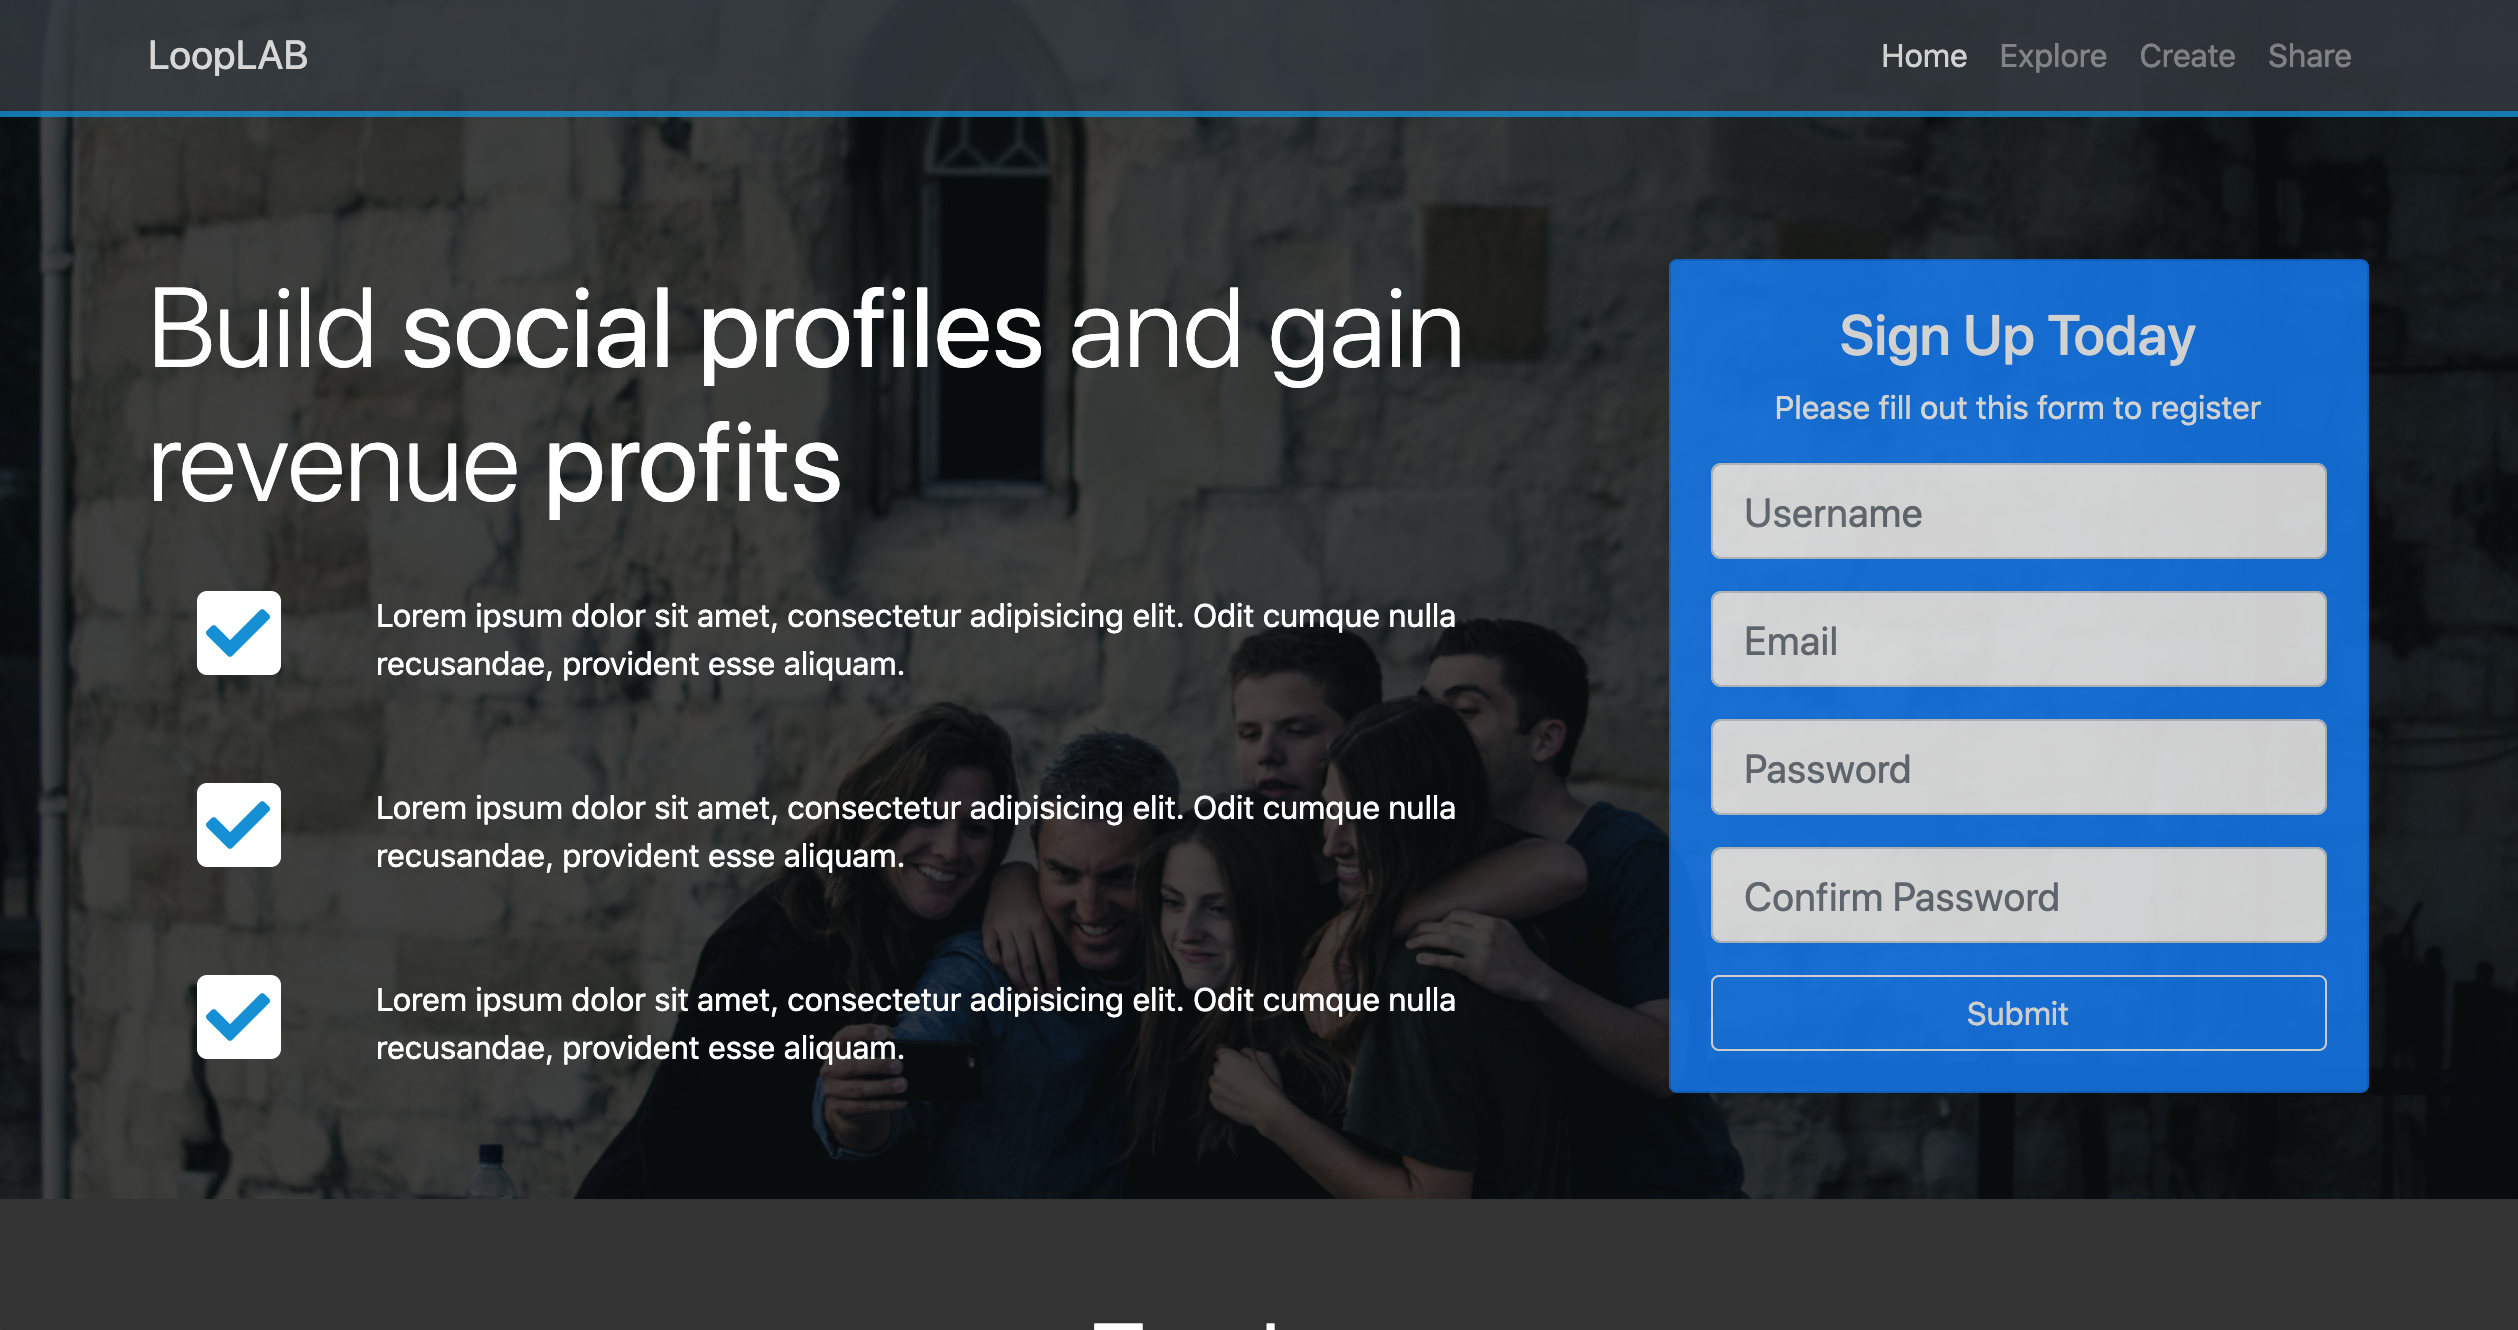 LoopLAB
Home Explore Create Share
Build social profiles and gain
revenue profits
Lorem ipsum dolor sit amet, consectetur adipisicing elit. Odit cumque nulla
recusandae, provident esse aliquam.
Lorem ipsum dolor sit amet, consectetur adipisicing elit. Odit cumque nulla
recusandae, provident esse aliquam.
Lorem ipsum dolor sit amet, consectetur adipisicing elit. Odit cumque nulla
recusandae, provident esse aliquam.
Sign Up Today
Please fill out this form to register
Username
Email
Password
Confirm Password
Submit